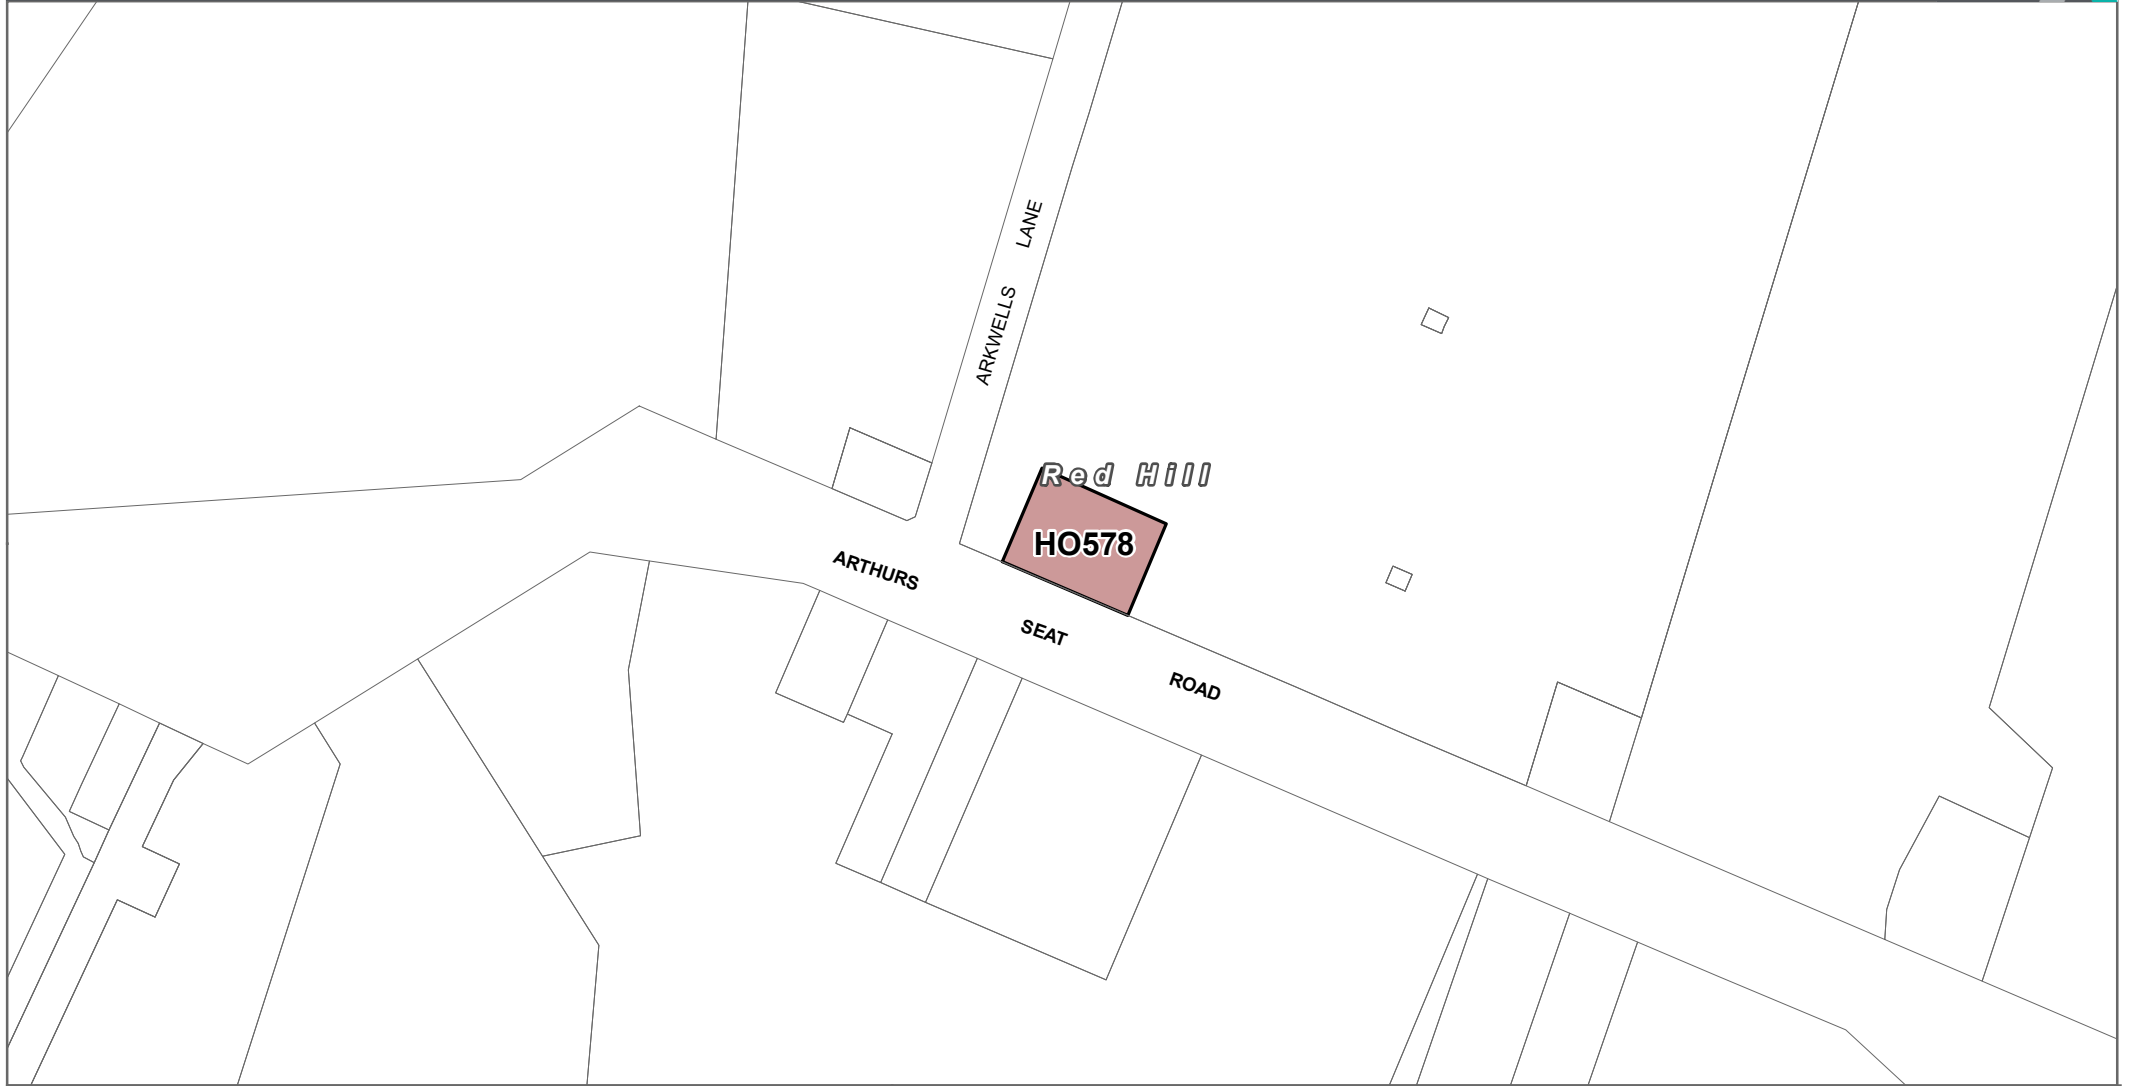 LANE
ARKWELLS
Red Hill
HO578
ARTHURS
SEAT
ROAD